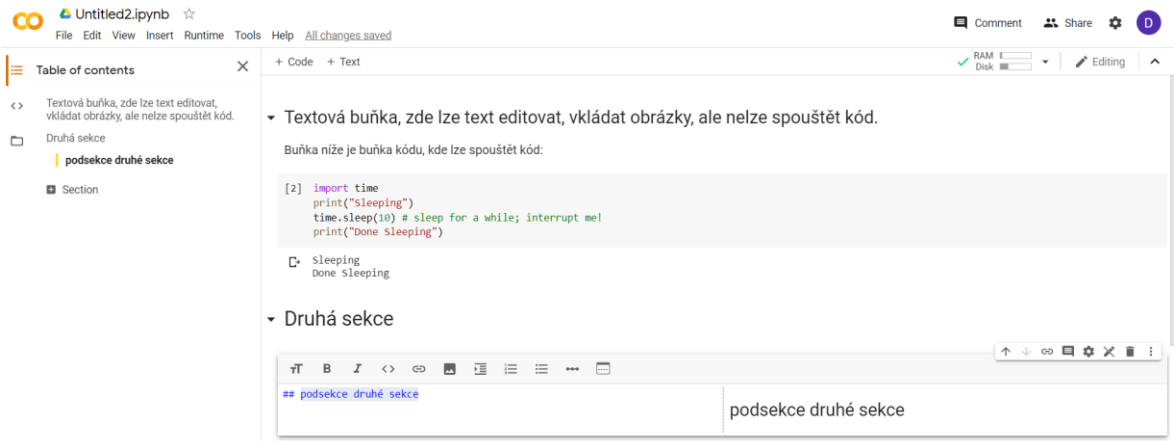 Untitled2.ipynb
File Edit View Insert Runtime Tools Help All changes saved
Comment Share D
Table of contents
Textová buňka, zde lze text editovat,
vkládat obrázky, ale nelze spouštět kód.
Druhá sekce
podsekce druhé sekce
Section
+ Code + Text
RAM
Disk
Editing
Textová buňka, zde lze text editovat, vkládat obrázky, ale nelze spouštět kód.
Buňka níže je buňka kódu, kde lze spouštět kód:
[2] import time
print("Sleeping")
time.sleep(10) # sleep for a while; interrupt me!
print("Done Sleeping")
Sleeping
Done Sleeping
Druhá sekce
## podsekce druhé sekce
podsekce druhé sekce